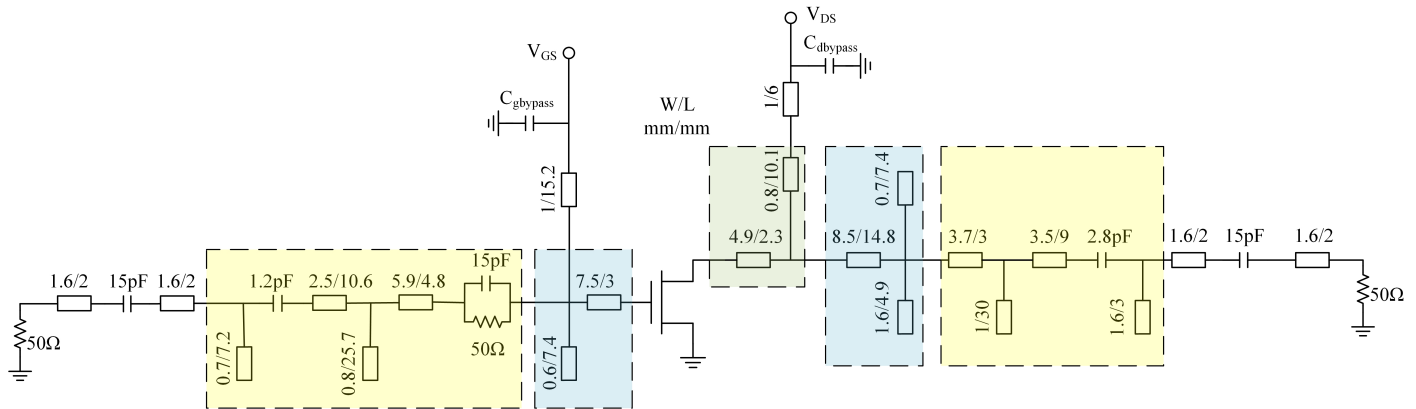 V_DS
C_dbypass
V_GS
1/6
W/L
mm/mm
C_gbypass
1/15.2
0.8/10.1
0.7/7.4
4.9/2.3
8.5/14.8
3.7/3
3.5/9
2.8pF
1.6/2
15pF
1.6/2
15pF
1.6/2
15pF
1.6/2
1.2pF
2.5/10.6
5.9/4.8
7.5/3
50Ω
50Ω
50Ω
0.7/7.2
0.8/25.7
0.6/7.4
1.6/4.9
1/30
1.6/3